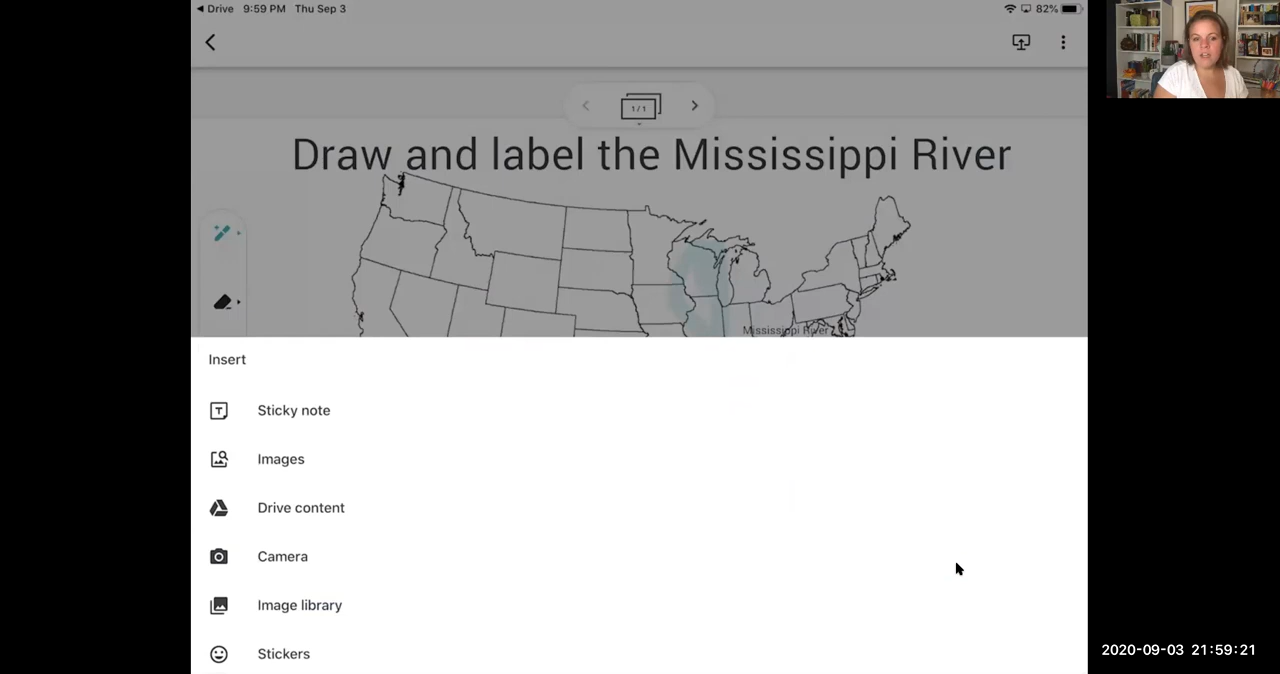 Drive 9:59 PM Thu Sep 3 82%
1/1
Draw and label the Mississippi River
Mississippi River
Insert
Sticky note
Images
Drive content
Camera
Image library
Stickers
2020-09-03 21:59:21